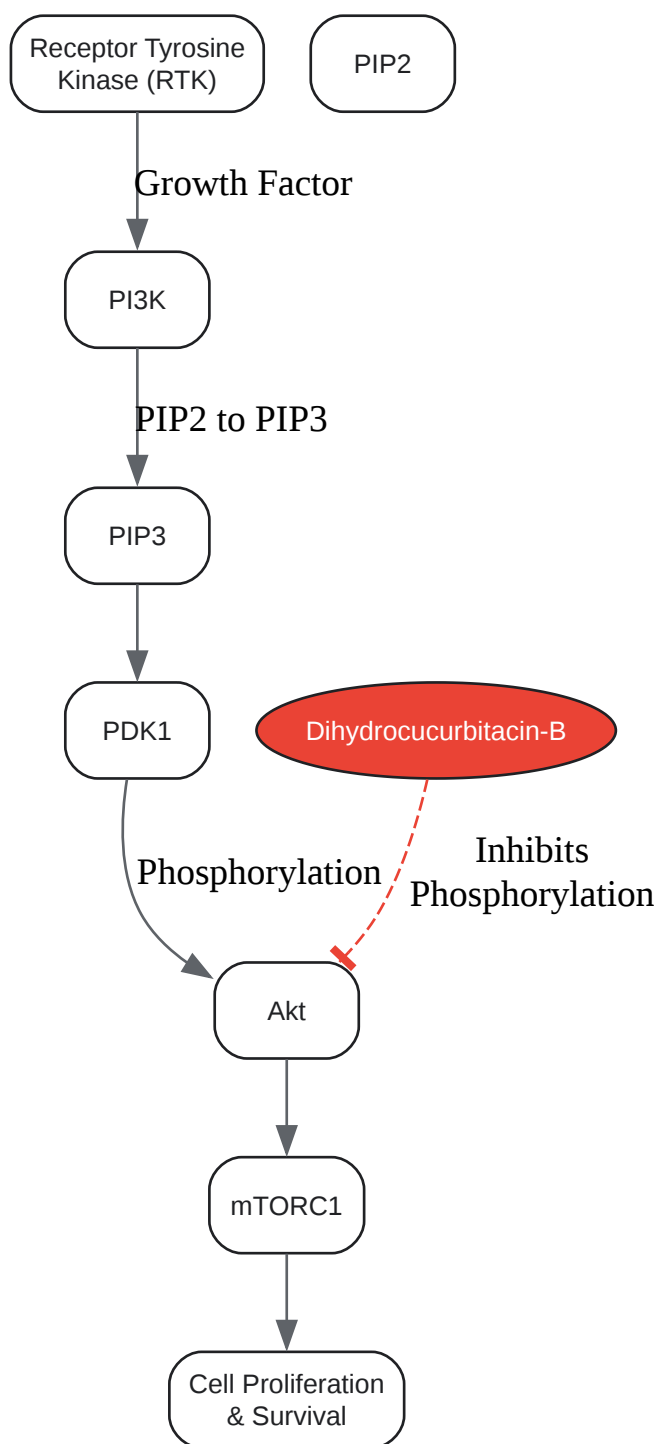 Receptor Tyrosine
Kinase (RTK)
PIP2
Growth Factor
PI3K
PIP2 to PIP3
PIP3
PDK1
Dihydrocucurbitacin-B
Phosphorylation
Inhibits
Phosphorylation
Akt
mTORC1
Cell Proliferation
& Survival